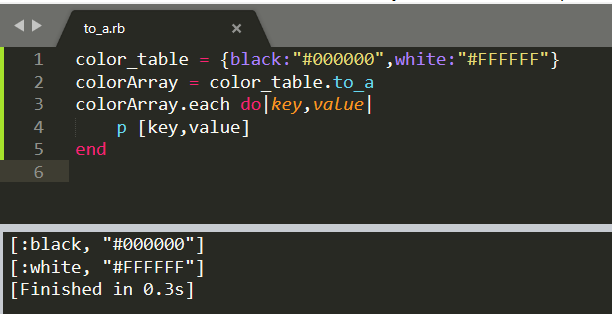 to_a.rb ×
1 color_table = {black:"#000000",white:"#FFFFFF"}
2 colorArray = color_table.to_a
3 colorArray.each do|key,value|
4     p [key,value]
5 end
6
[:black, "#000000"]
[:white, "#FFFFFF"]
[Finished in 0.3s]